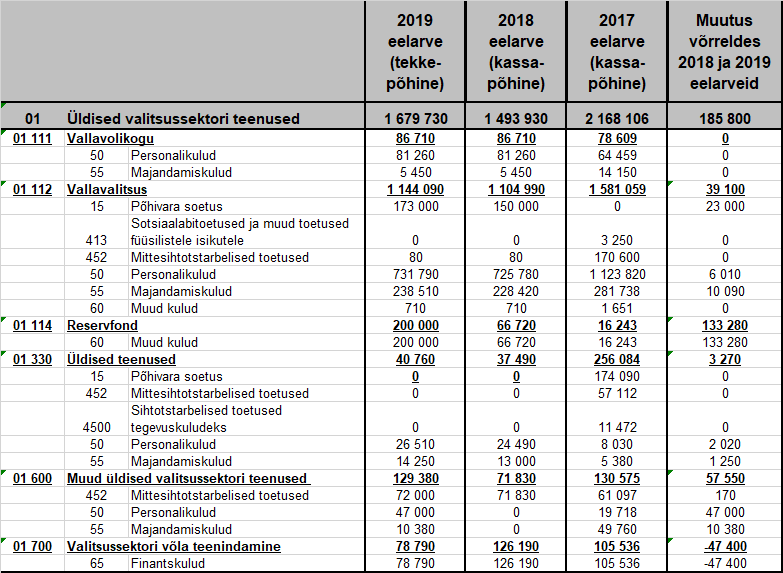 2019 eelarve (tekke-põhine) 2018 eelarve (kassa-põhine) 2017 eelarve (kassa-põhine) Muutus võrreldes 2018 ja 2019 eelarveid
01 Üldised valitsussektori teenused 1 679 730 1 493 930 2 168 106 185 800
01 111 Vallavolikogu 86 710 86 710 78 609 0
50 Personalikulud 81 260 81 260 64 459 0
55 Majandamiskulud 5 450 5 450 14 150 0
01 112 Vallavalitsus 1 144 090 1 104 990 1 581 059 39 100
15 Põhivara soetus 173 000 150 000 0 23 000
Sotsiaalabitoetused ja muud toetused
413 füüsilistele isikutele 0 0 3 250 0
452 Mittesihtotstarbelised toetused 80 80 170 600 0
50 Personalikulud 731 790 725 780 1 123 820 6 010
55 Majandamiskulud 238 510 228 420 281 738 10 090
60 Muud kulud 710 710 1 651 0
01 114 Reservfond 200 000 66 720 16 243 133 280
60 Muud kulud 200 000 66 720 16 243 133 280
01 330 Üldised teenused 40 760 37 490 256 084 3 270
15 Põhivara soetus 0 0 174 090 0
452 Mittesihtotstarbelised toetused 0 0 57 112 0
Sihtotstarbelised toetused
4500 tegevuskuludeks 0 0 11 472 0
50 Personalikulud 26 510 24 490 8 030 2 020
55 Majandamiskulud 14 250 13 000 5 380 1 250
01 600 Muud üldised valitsussektori teenused 129 380 71 830 130 575 57 550
452 Mittesihtotstarbelised toetused 72 000 71 830 61 097 170
50 Personalikulud 47 000 0 19 718 47 000
55 Majandamiskulud 10 380 0 49 760 10 380
01 700 Valitsussektori võla teenindamine 78 790 126 190 105 536 -47 400
65 Finantskulud 78 790 126 190 105 536 -47 400